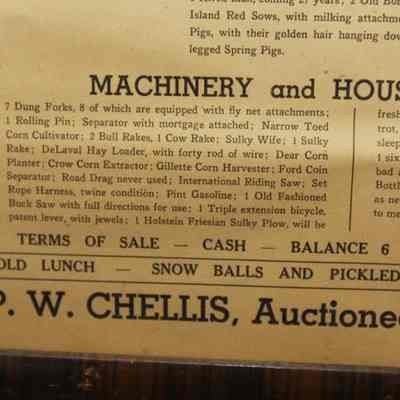 Island Red Sows, with milking attachme
Pigs, with their golden hair hanging dow
legged Spring Pigs.
MACHINERY and HOUS
7 Dung Forks, 8 of which are equipped with fly net attachments;
1 Rolling Pin; Separator with mortgage attached; Narrow Toed
Corn Cultivator; 2 Bull Rakes, 1 Cow Rake; Sulky Wife; 1 Sulky
Rake; DeLaval Hay Loader, with forty rod of wire; Dear Corn
Planter; Crow Corn Extractor; Gillette Corn Harvester; Ford Coin
Separator; Road Drag never used; International Riding Saw; Set
Rope Harness, twine condition; Pint Gasoline; 1 Old Fashioned
Buck Saw with full directions for use; 1 Triple extension bicycle,
patent lever, with jewels; 1 Holstein Friesian Sulky Plow, will be
fresh
trot,
sleep
1 six
bad
Bottl
as ne
to me
TERMS OF SALE — CASH — BALANCE 6
OLD LUNCH — SNOW BALLS AND PICKLED
P. W. CHELLIS, Auctionee